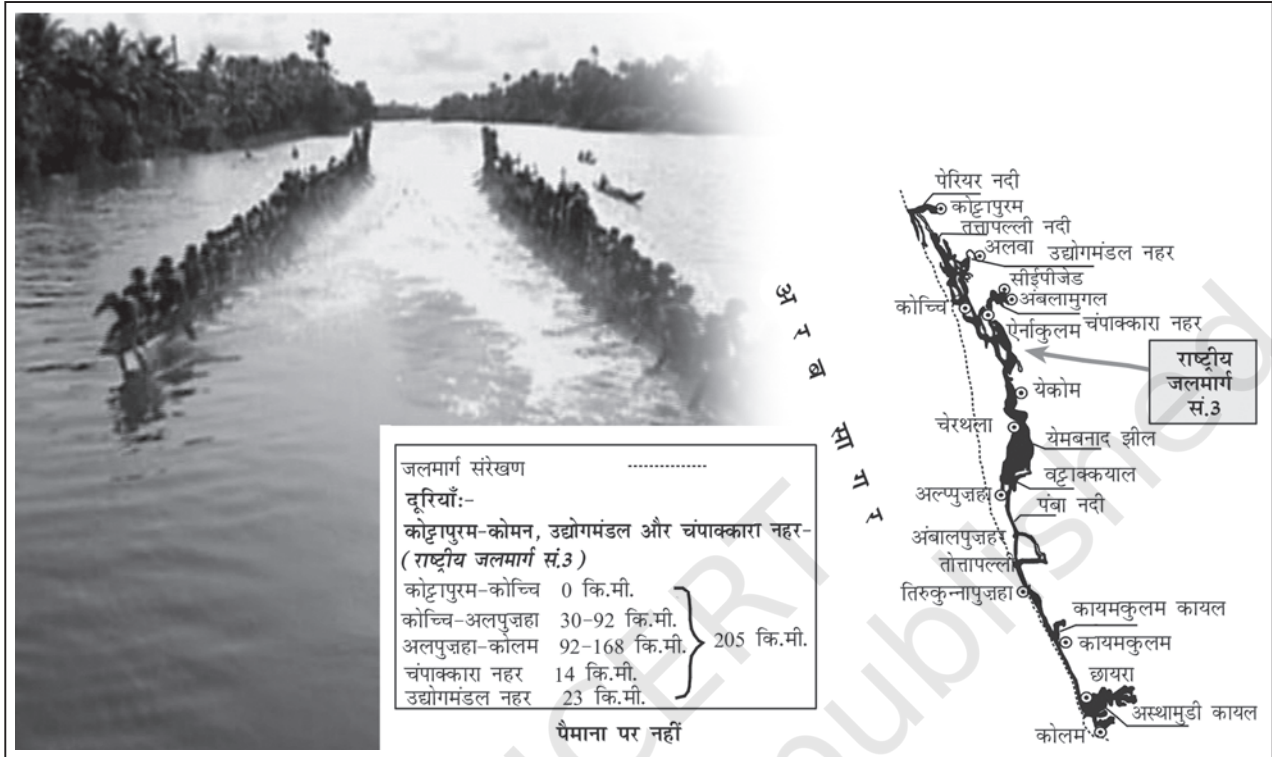 पेरियर नदी
कोट्टापुरम
तत्तापल्ली नदी
अलवा
उद्योगमंडल नहर
सीईपीजेड
अंबलामुगल
कोच्चि
चंपाक्कारा नहर
ऐर्नाकुलम
अरब सागर
राष्ट्रीय
जलमार्ग
सं.3
येकोम
चेरथला
येमबनाद झील
वट्टाक्कयाल
अल्प्पुज़हा
पंबा नदी
अंबालपुज़हर
तोत्तापल्ली
तिरुकुन्नापुज़हा
कायमकुलम कायल
कायमकुलम
छायरा
अस्थामुडी कायल
कोलम
जलमार्ग संरेखण ---------------
दूरियाँ:-
कोट्टापुरम-कोमन, उद्योगमंडल और चंपाक्कारा नहर-
(राष्ट्रीय जलमार्ग सं.3)
कोट्टापुरम-कोच्चि 0 कि.मी.
कोच्चि-अलपुज़हा 30-92 कि.मी.
अलपुज़हा-कोलम 92-168 कि.मी.
205 कि.मी.
चंपाक्कारा नहर 14 कि.मी.
उद्योगमंडल नहर 23 कि.मी.
पैमाना पर नहीं